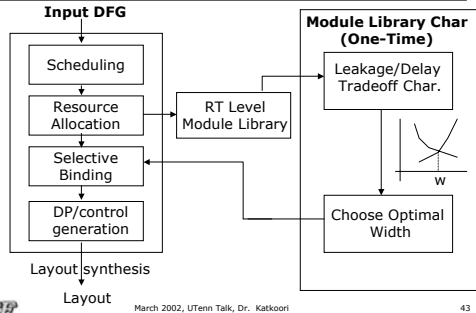 Input DFG
Module Library Char
(One-Time)
Scheduling
Resource
Allocation
Selective
Binding
DP/control
generation
RT Level
Module Library
Leakage/Delay
Tradeoff Char.
W
Choose Optimal
Width
Layout synthesis
Layout
March 2002, UTenn Talk, Dr. Katkoori
43